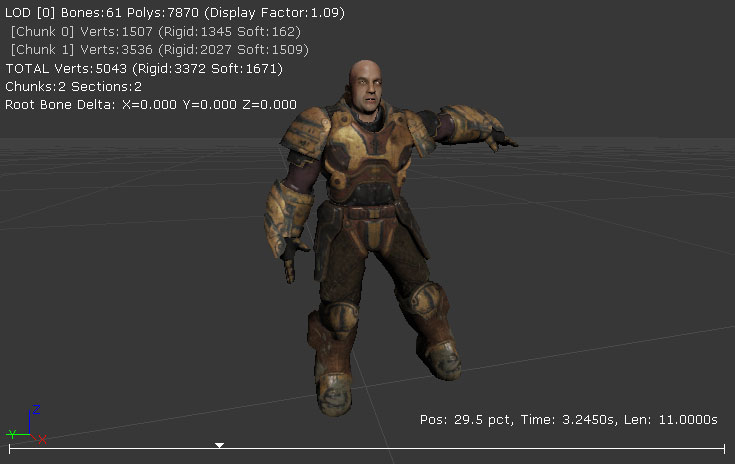 LOD [0] Bones:61 Polys:7870 (Display Factor:1.09)
[Chunk 0] Verts:1507 (Rigid:1345 Soft:162)
[Chunk 1] Verts:3536 (Rigid:2027 Soft:1509)
TOTAL Verts:5043 (Rigid:3372 Soft:1671)
Chunks:2 Sections:2
Root Bone Delta: X=0.000 Y=0.000 Z=0.000
Z
Y X
Pos: 29.5 pct, Time: 3.2450s, Len: 11.0000s